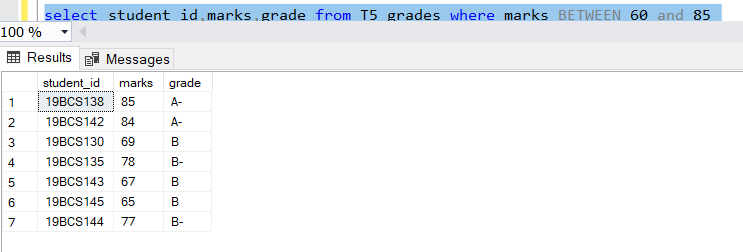 select student_id,marks,grade from T5_grades where marks BETWEEN 60 and 85
100 %
Results Messages
student_id marks grade
1 19BCS138 85 A-
2 19BCS142 84 A-
3 19BCS130 69 B
4 19BCS135 78 B-
5 19BCS143 67 B
6 19BCS145 65 B
7 19BCS144 77 B-